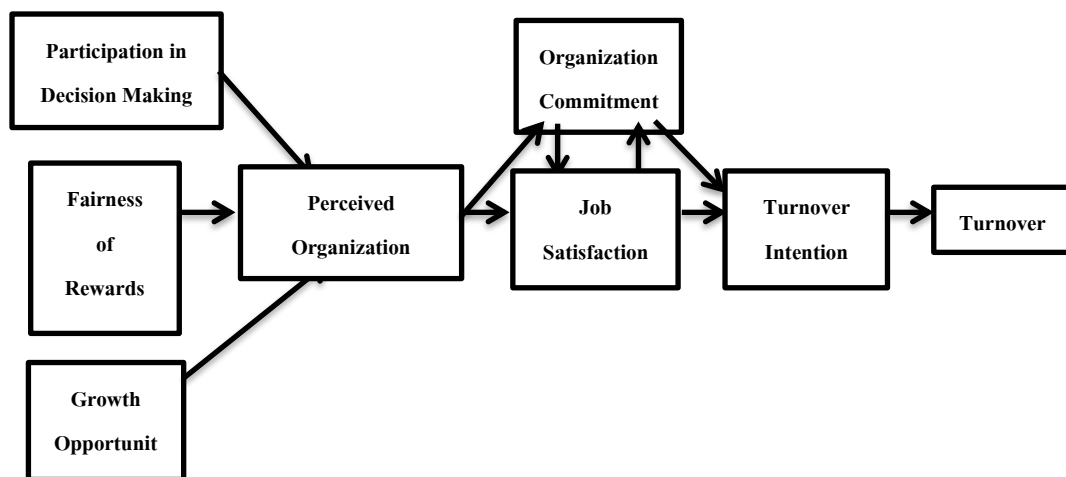 Participation in
Decision Making
Fairness
of
Rewards
Growth
Opportunit
Perceived
Organization
Organization
Commitment
Job
Satisfaction
Turnover
Intention
Turnover